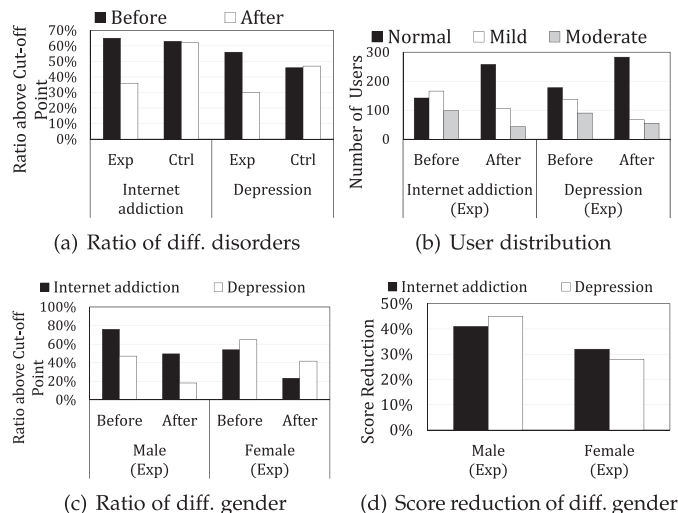 Before After
Ratio above Cut-off
Point
70%
60%
50%
40%
30%
20%
10%
0%
Exp Ctrl Exp Ctrl
Internet
addiction
Depression
(a) Ratio of diff. disorders
Normal Mild Moderate
Number of Users
300
200
100
0
Before After Before After
Internet addiction
(Exp)
Depression
(Exp)
(b) User distribution
Internet addiction Depression
Ratio above Cut-off
Point
100%
80%
60%
40%
20%
0%
Before After Before After
Male
(Exp)
Female
(Exp)
(c) Ratio of diff. gender
Internet addiction Depression
Score Reduction
50%
40%
30%
20%
10%
0%
Male
(Exp)
Female
(Exp)
(d) Score reduction of diff. gender